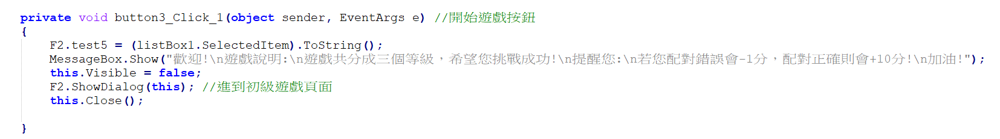 private void button3_Click_1(object sender, EventArgs e) //開始遊戲按鈕
{
F2.test5 = (listBox1.SelectedItem).ToString();
MessageBox.Show("歡迎!\n遊戲說明:\n遊戲共分成三個等級，希望您挑戰成功!\n提醒您:\n若您配對錯誤會-1分，配對正確則會+10分!\n加油!");
this.Visible = false;
F2.ShowDialog(this); //進到初級遊戲頁面
this.Close();
}